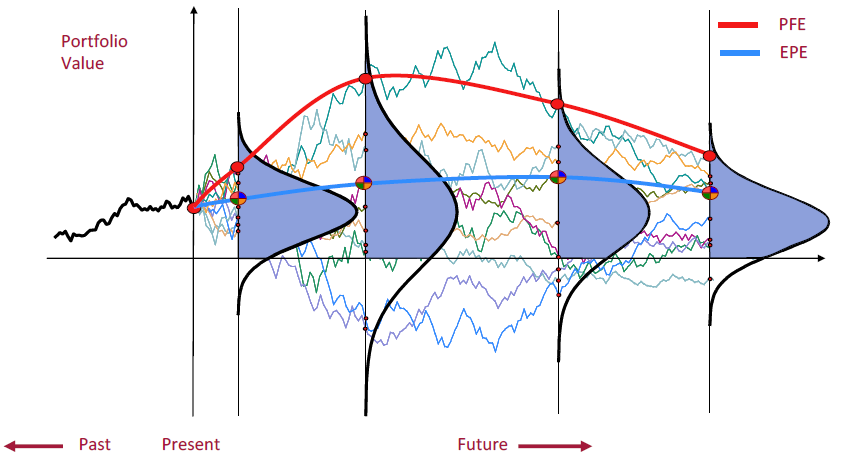 Portfolio
Value
PFE
EPE
Past
Present
Future